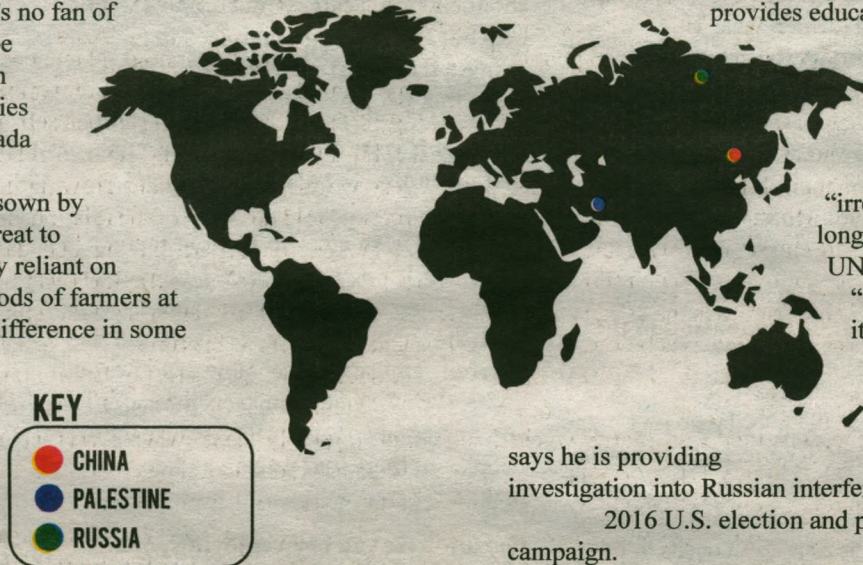 s no fan of
ies
sown by
reat to
y reliant on
ods of farmers at
ifference in some
KEY
CHINA
PALESTINE
RUSSIA
provides educa
"irre
long
UN
"
it
says he is providing
investigation into Russian interfe
2016 U.S. election and p
campaign.